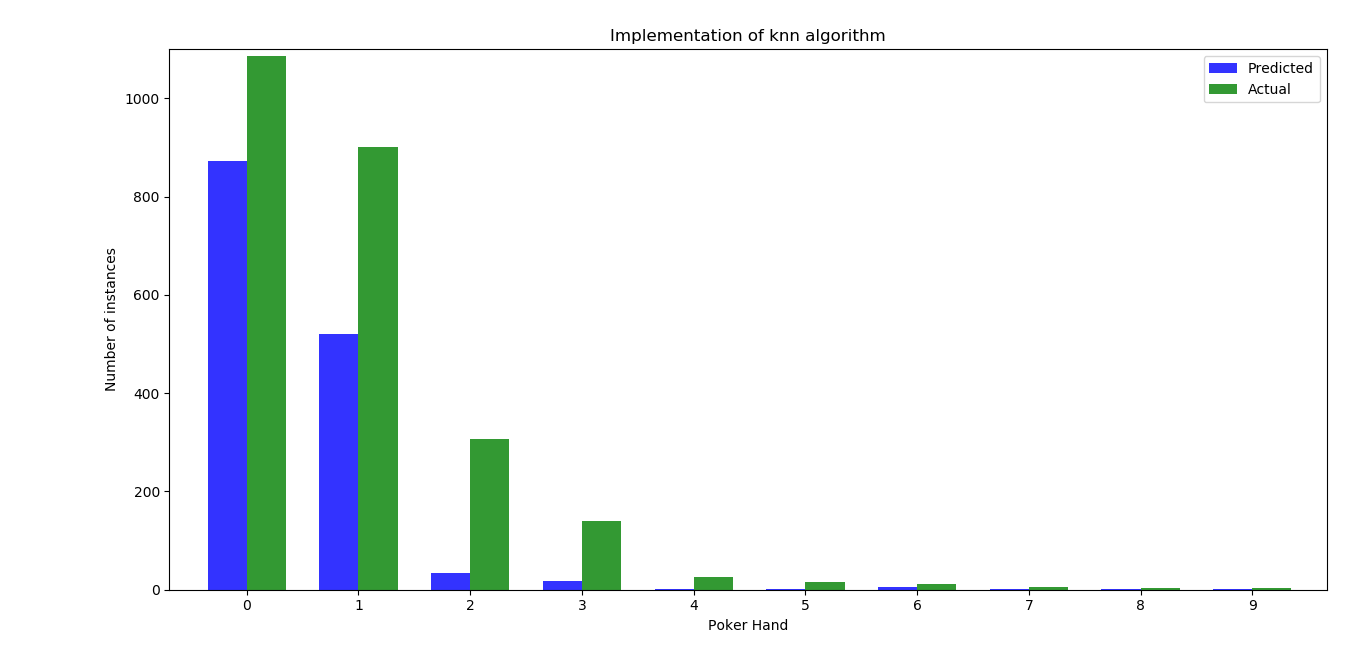 Implementation of knn algorithm
Predicted
Actual
1000
800
600
400
200
0
Number of instances
0 1 2 3 4 5 6 7 8 9
Poker Hand